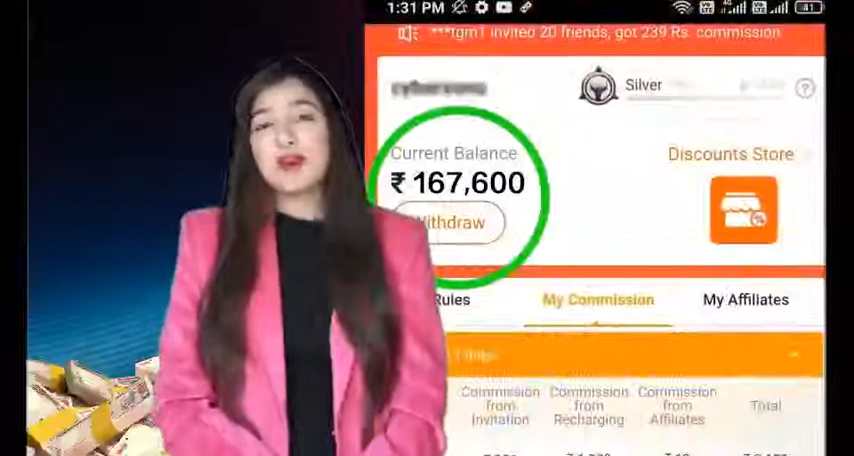 1:31 PM
41
***tgm1 invited 20 friends, got 239 Rs. commission
Silver
?
Current Balance
₹ 167,600
Withdraw
Discounts Store
Rules
My Commission
My Affiliates
Commission from Invitation
Commission from Recharging
Commission from Affiliates
Total